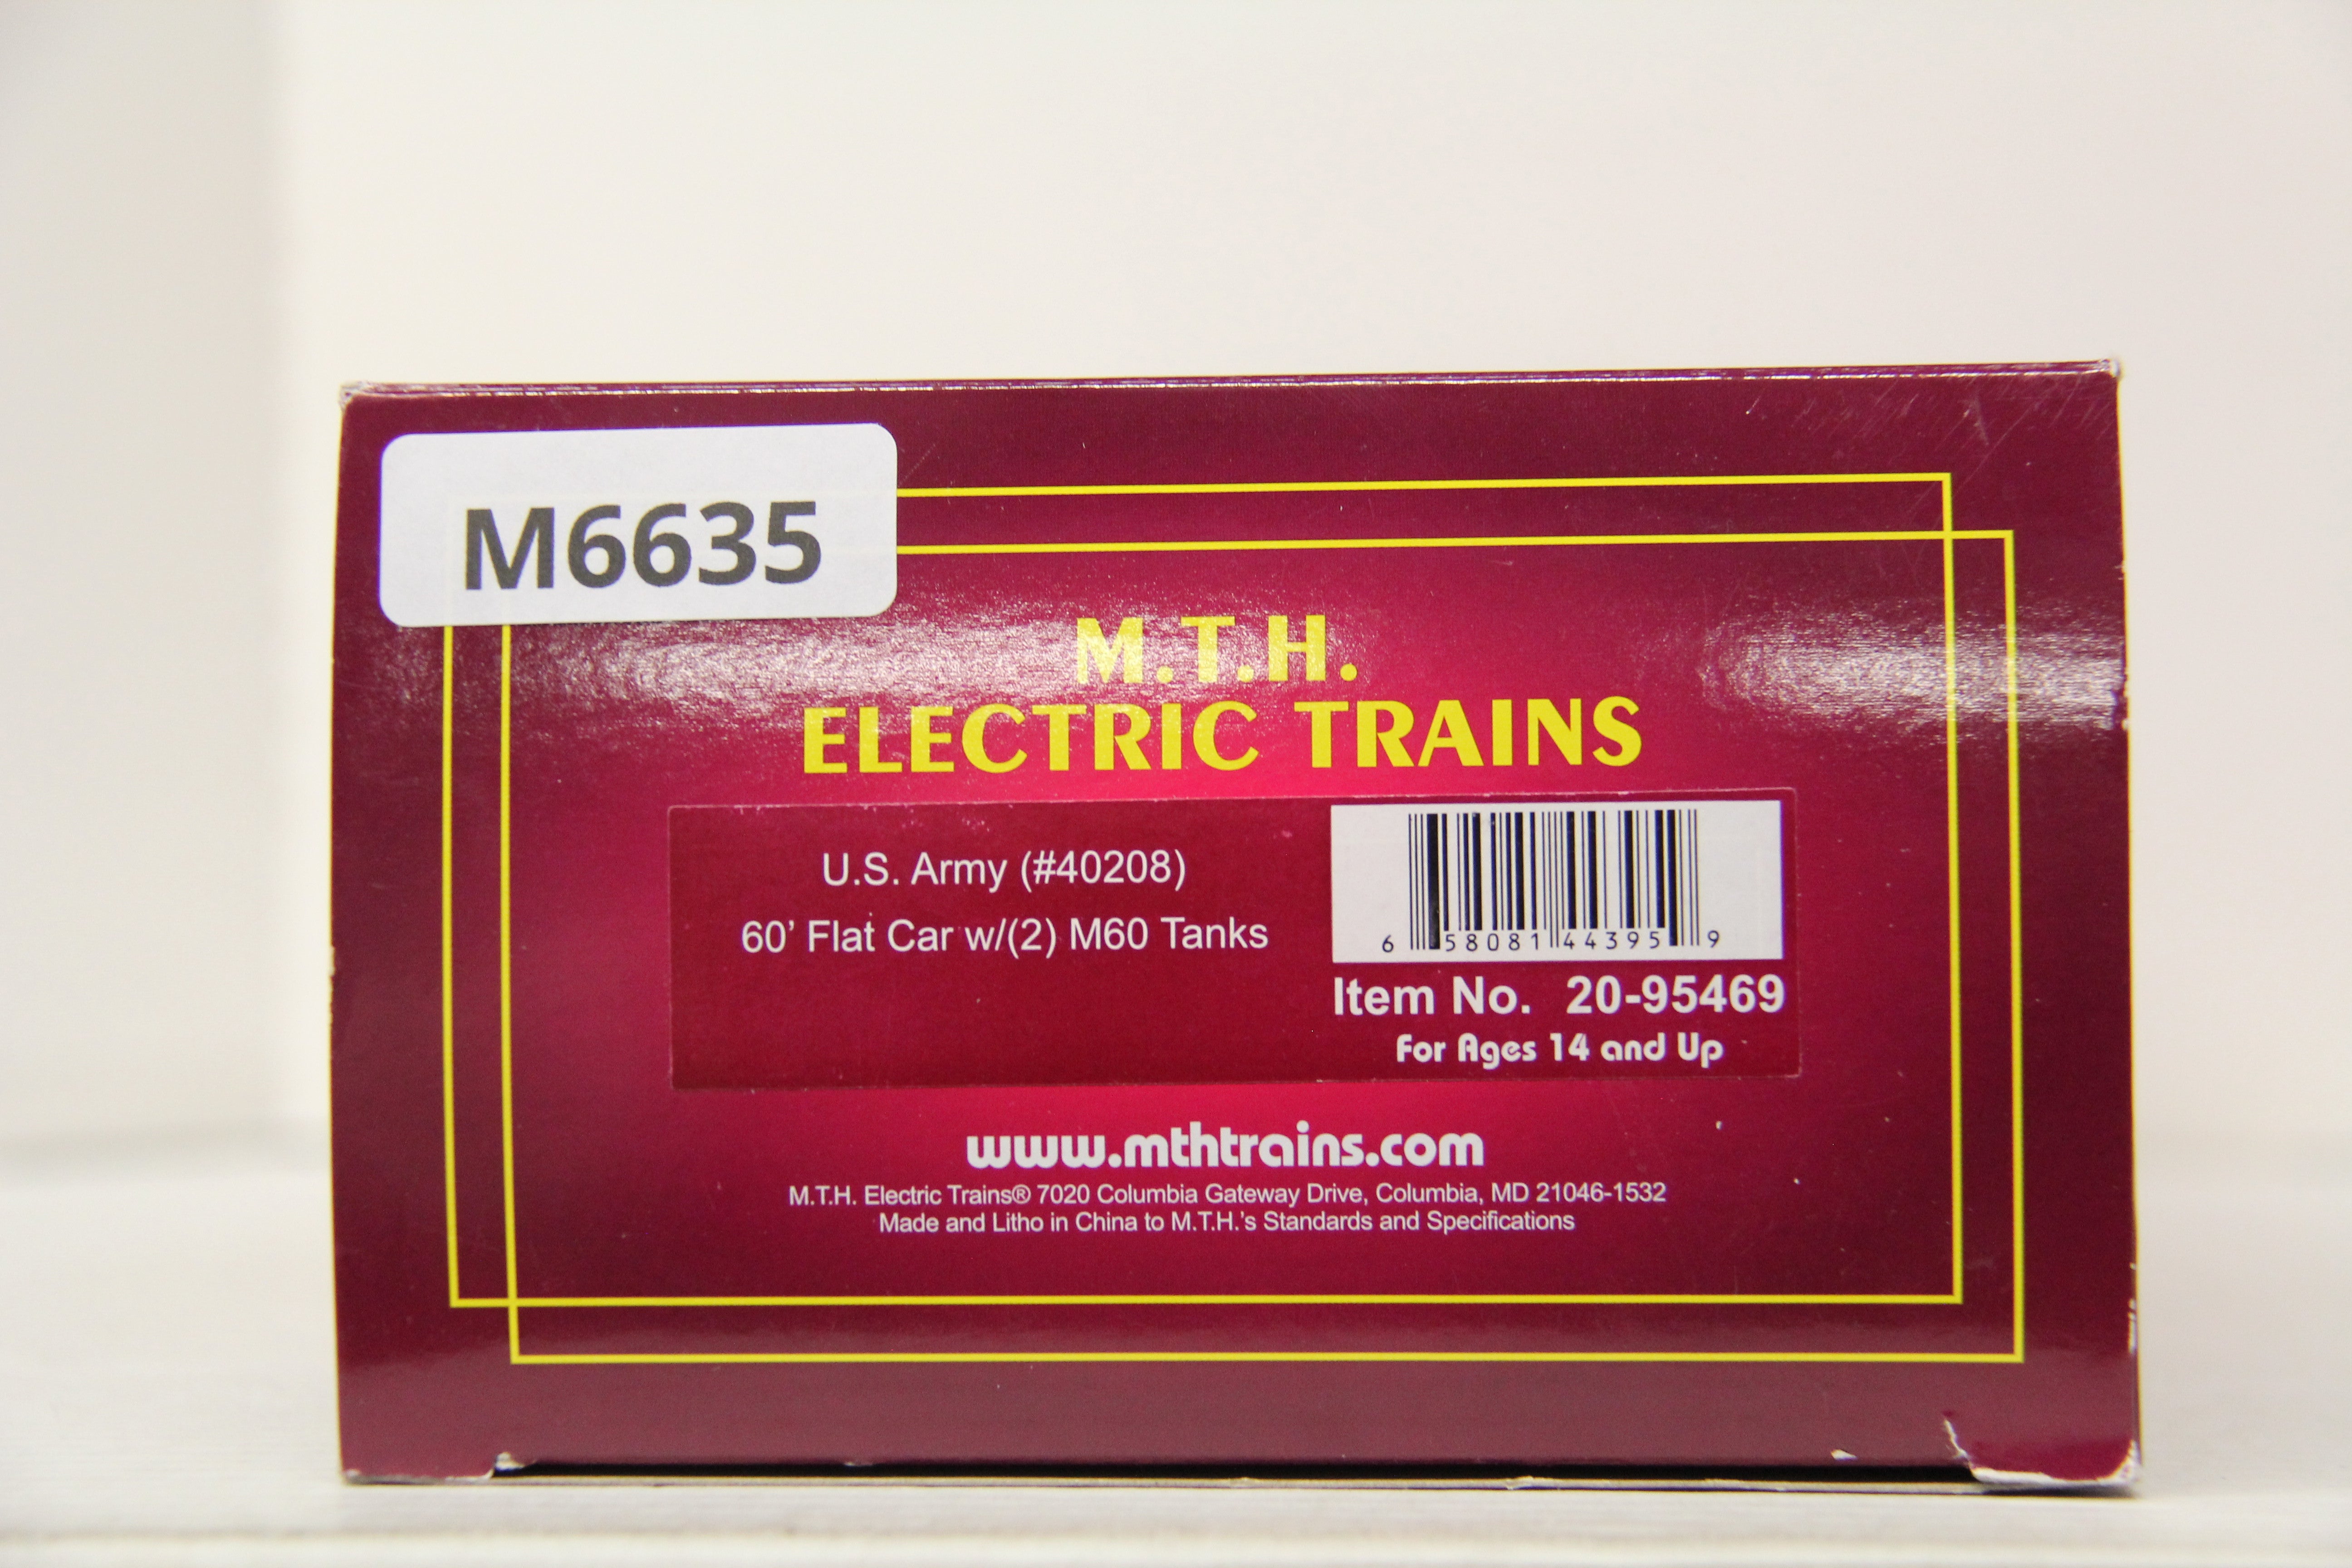 M6635
M.T.H.
ELECTRIC TRAINS
U.S. Army (#40208)
60' Flat Car w/(2) M60 Tanks
6 58081 44395 9
Item No. 20-95469
For Ages 14 and Up
www.mthtrains.com
M.T.H. Electric Trains® 7020 Columbia Gateway Drive, Columbia, MD 21046-1532
Made and Litho in China to M.T.H.'s Standards and Specifications